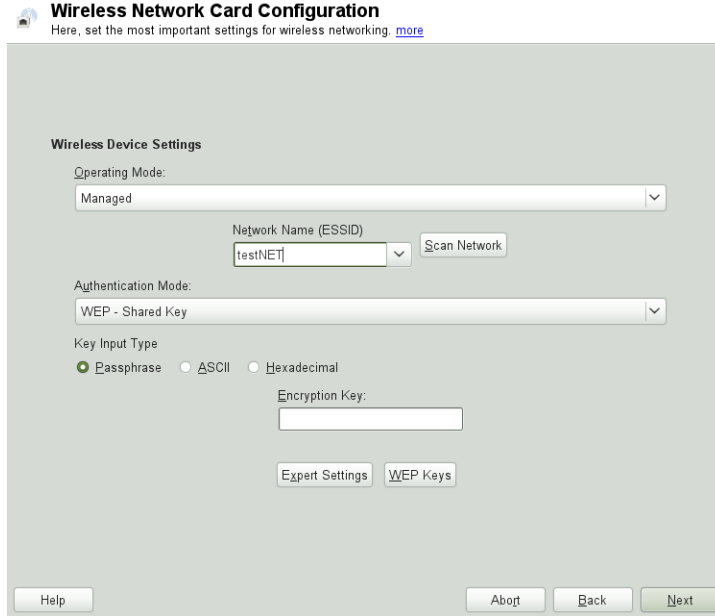 Wireless Network Card Configuration
Here, set the most important settings for wireless networking. more
Wireless Device Settings
Operating Mode:
Managed
Network Name (ESSID)
testNET
Scan Network
Authentication Mode:
WEP - Shared Key
Key Input Type
Passphrase ASCII Hexadecimal
Encryption Key:
Expert Settings WEP Keys
Help Abort Back Next